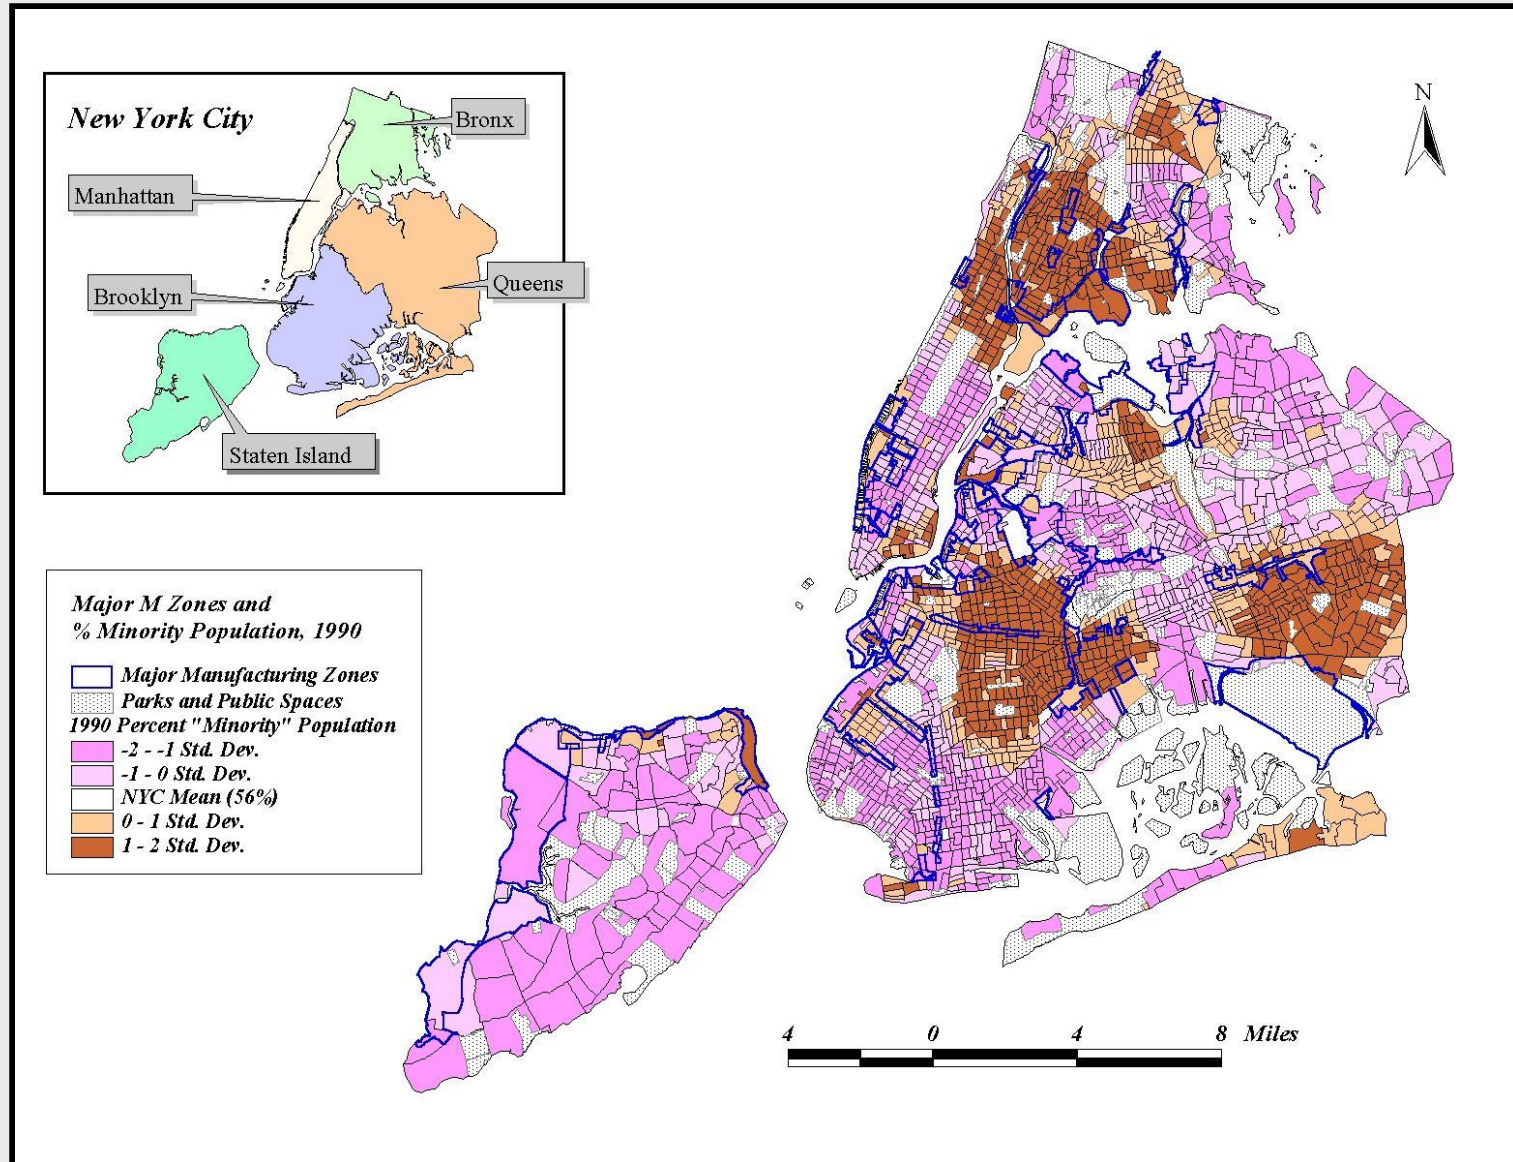 New York City
Bronx
Manhattan
Brooklyn
Queens
Staten Island
N
Major M Zones and
% Minority Population, 1990
Major Manufacturing Zones
Parks and Public Spaces
1990 Percent "Minority" Population
-2 - -1 Std. Dev.
-1 - 0 Std. Dev.
NYC Mean (56%)
0 - 1 Std. Dev.
1 - 2 Std. Dev.
4 0 4 8 Miles